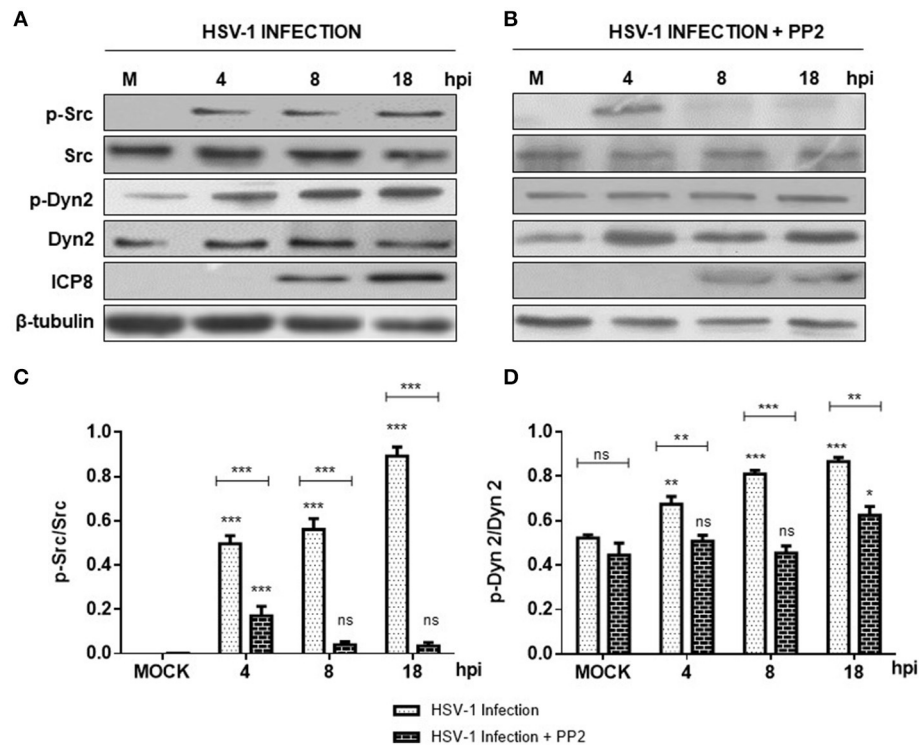 A
HSV-1 INFECTION
M 4 8 18 hpi
p-Src
Src
p-Dyn2
Dyn2
ICP8
β-tubulin
B
HSV-1 INFECTION + PP2
M 4 8 18 hpi
C
*** 
*** *** ***
*** ***
*** ns ns
1.0
0.8
0.6
0.4
0.2
0.0
p-Src/Src
MOCK 4 8 18 hpi
D
ns ** *** **
** *** ***
ns ns *
1.0
0.8
0.6
0.4
0.2
0.0
p-Dyn 2/Dyn 2
MOCK 4 8 18 hpi
HSV-1 Infection
HSV-1 Infection + PP2